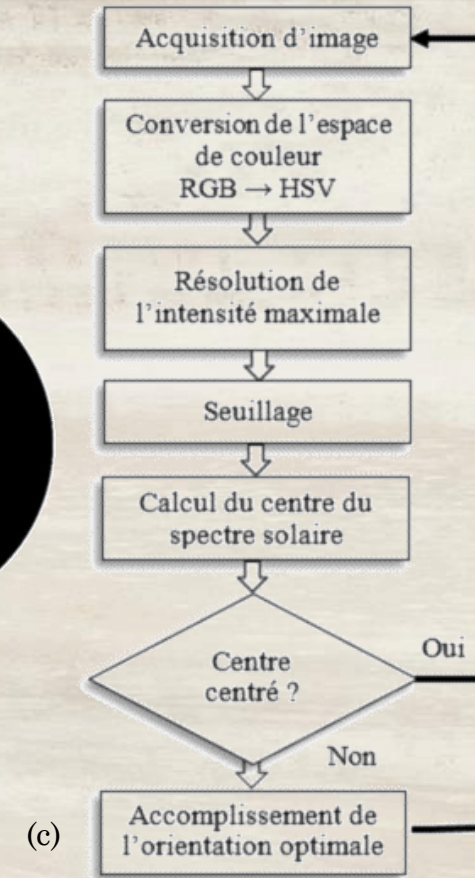 Acquisition d’image
Conversion de l’espace
de couleur
RGB → HSV
Résolution de
l’intensité maximale
Seuillage
Calcul du centre du
spectre solaire
Centre
centré ?
Oui
Non
(c)
Accomplissement de
l’orientation optimale